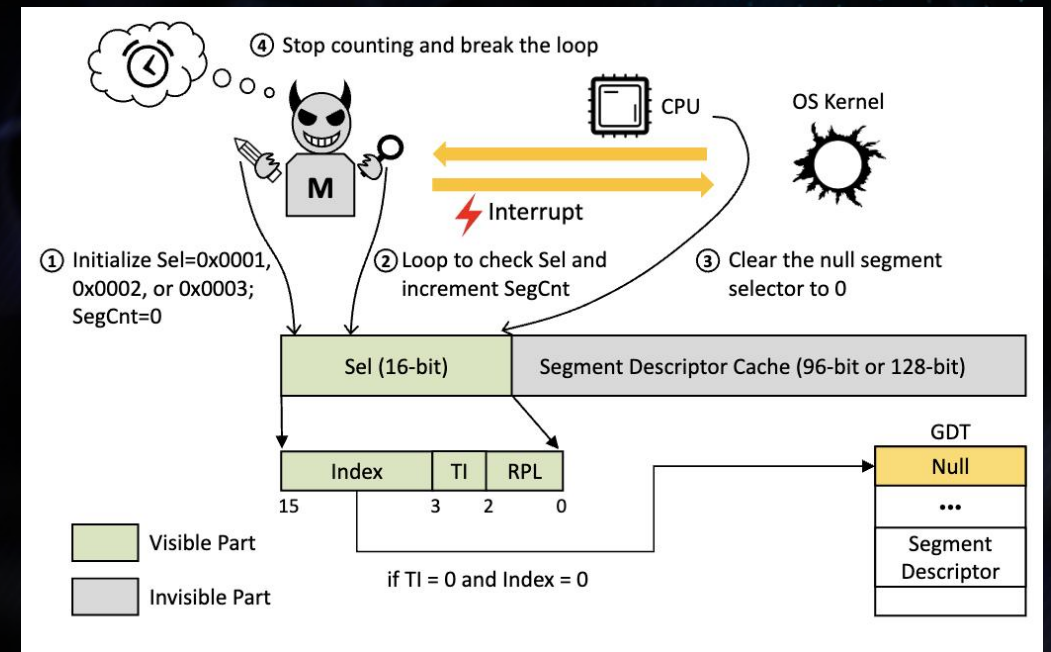 ④ Stop counting and break the loop
CPU
OS Kernel
M
Interrupt
① Initialize Sel=0x0001,
0x0002, or 0x0003;
SegCnt=0
② Loop to check Sel and
increment SegCnt
③ Clear the null segment
selector to 0
Sel (16-bit)
Segment Descriptor Cache (96-bit or 128-bit)
GDT
Index
TI
RPL
Null
15
3
2
0
•••
Visible Part
Segment
Descriptor
if TI = 0 and Index = 0
Invisible Part